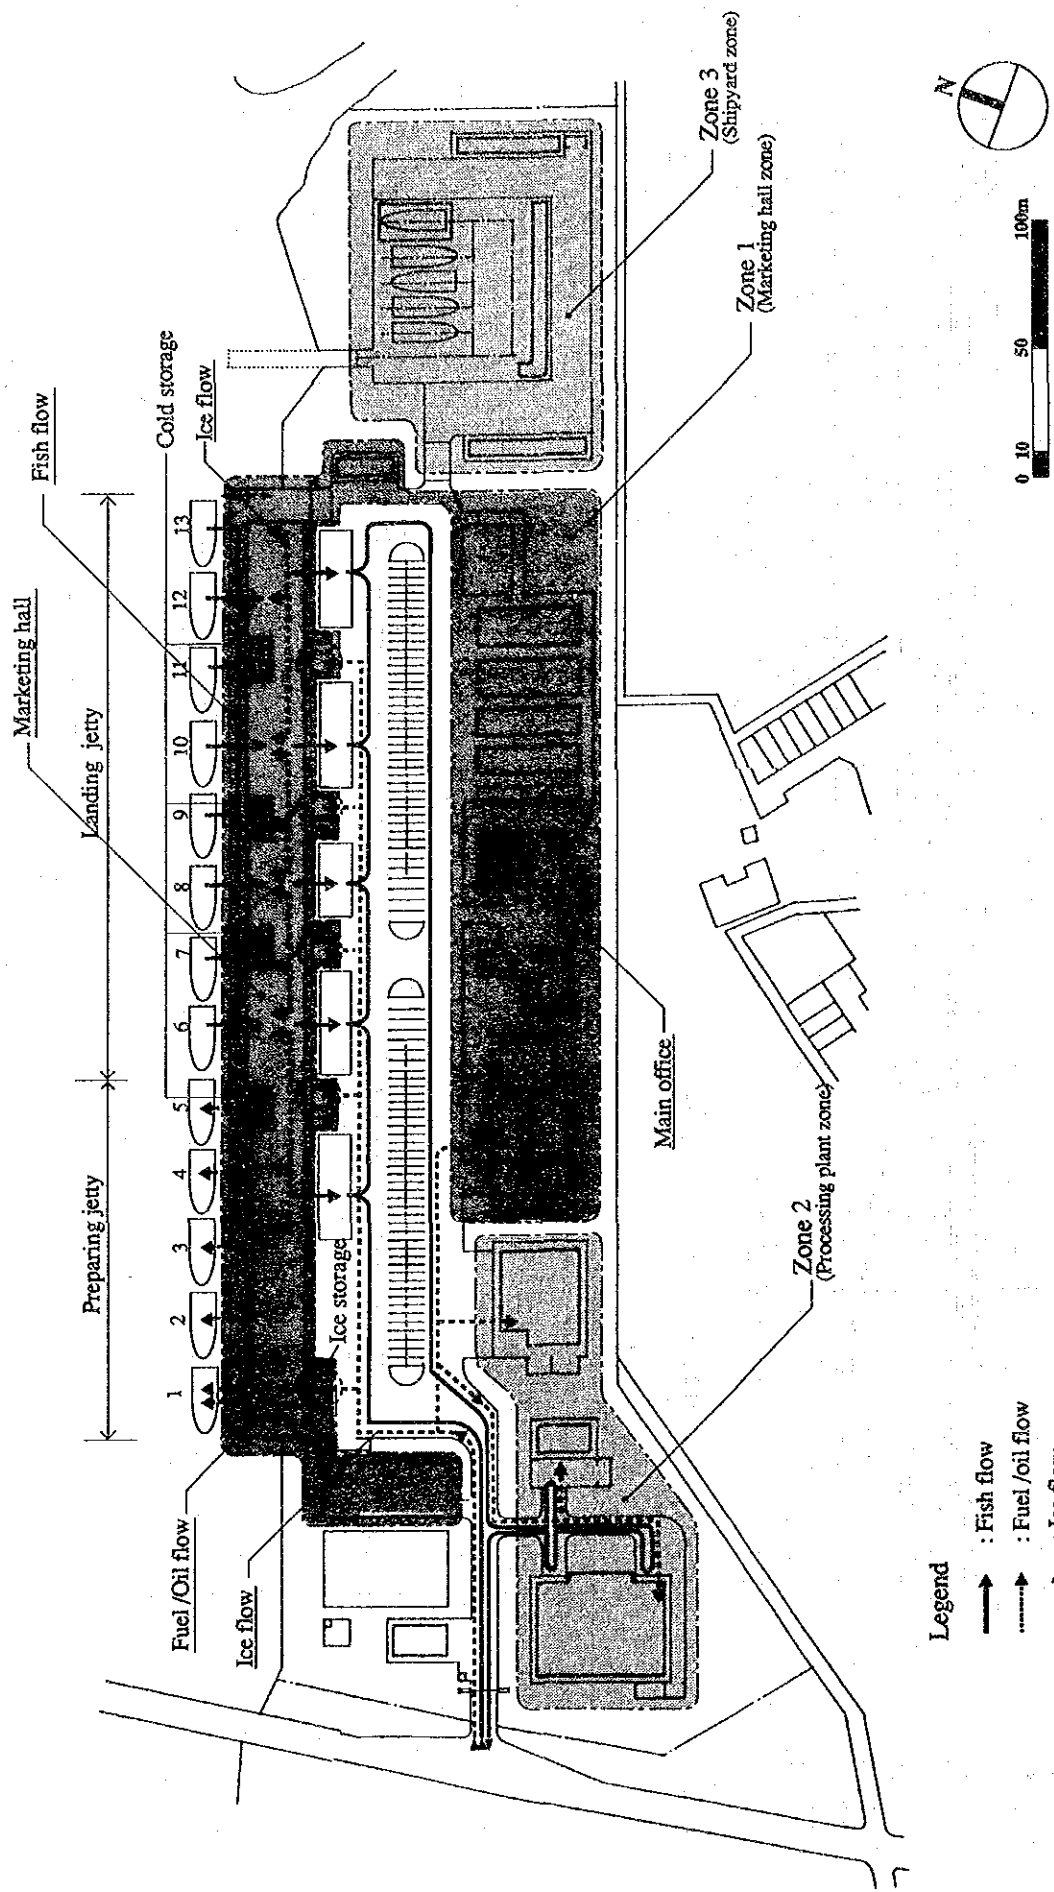 Preparing jetty
Landing jetty
Marketing hall
Fish flow
Cold storage
Ice flow
1
2
3
4
5
6
7
8
9
10
11
12
13
Fuel /Oil flow
Ice flow
Ice storage
Main office
Zone 2
(Processing plant zone)
Zone 1
(Marketing hall zone)
Zone 3
(Shipyard zone)
Legend
: Fish flow
: Fuel /oil flow
0 10 50 100m
N